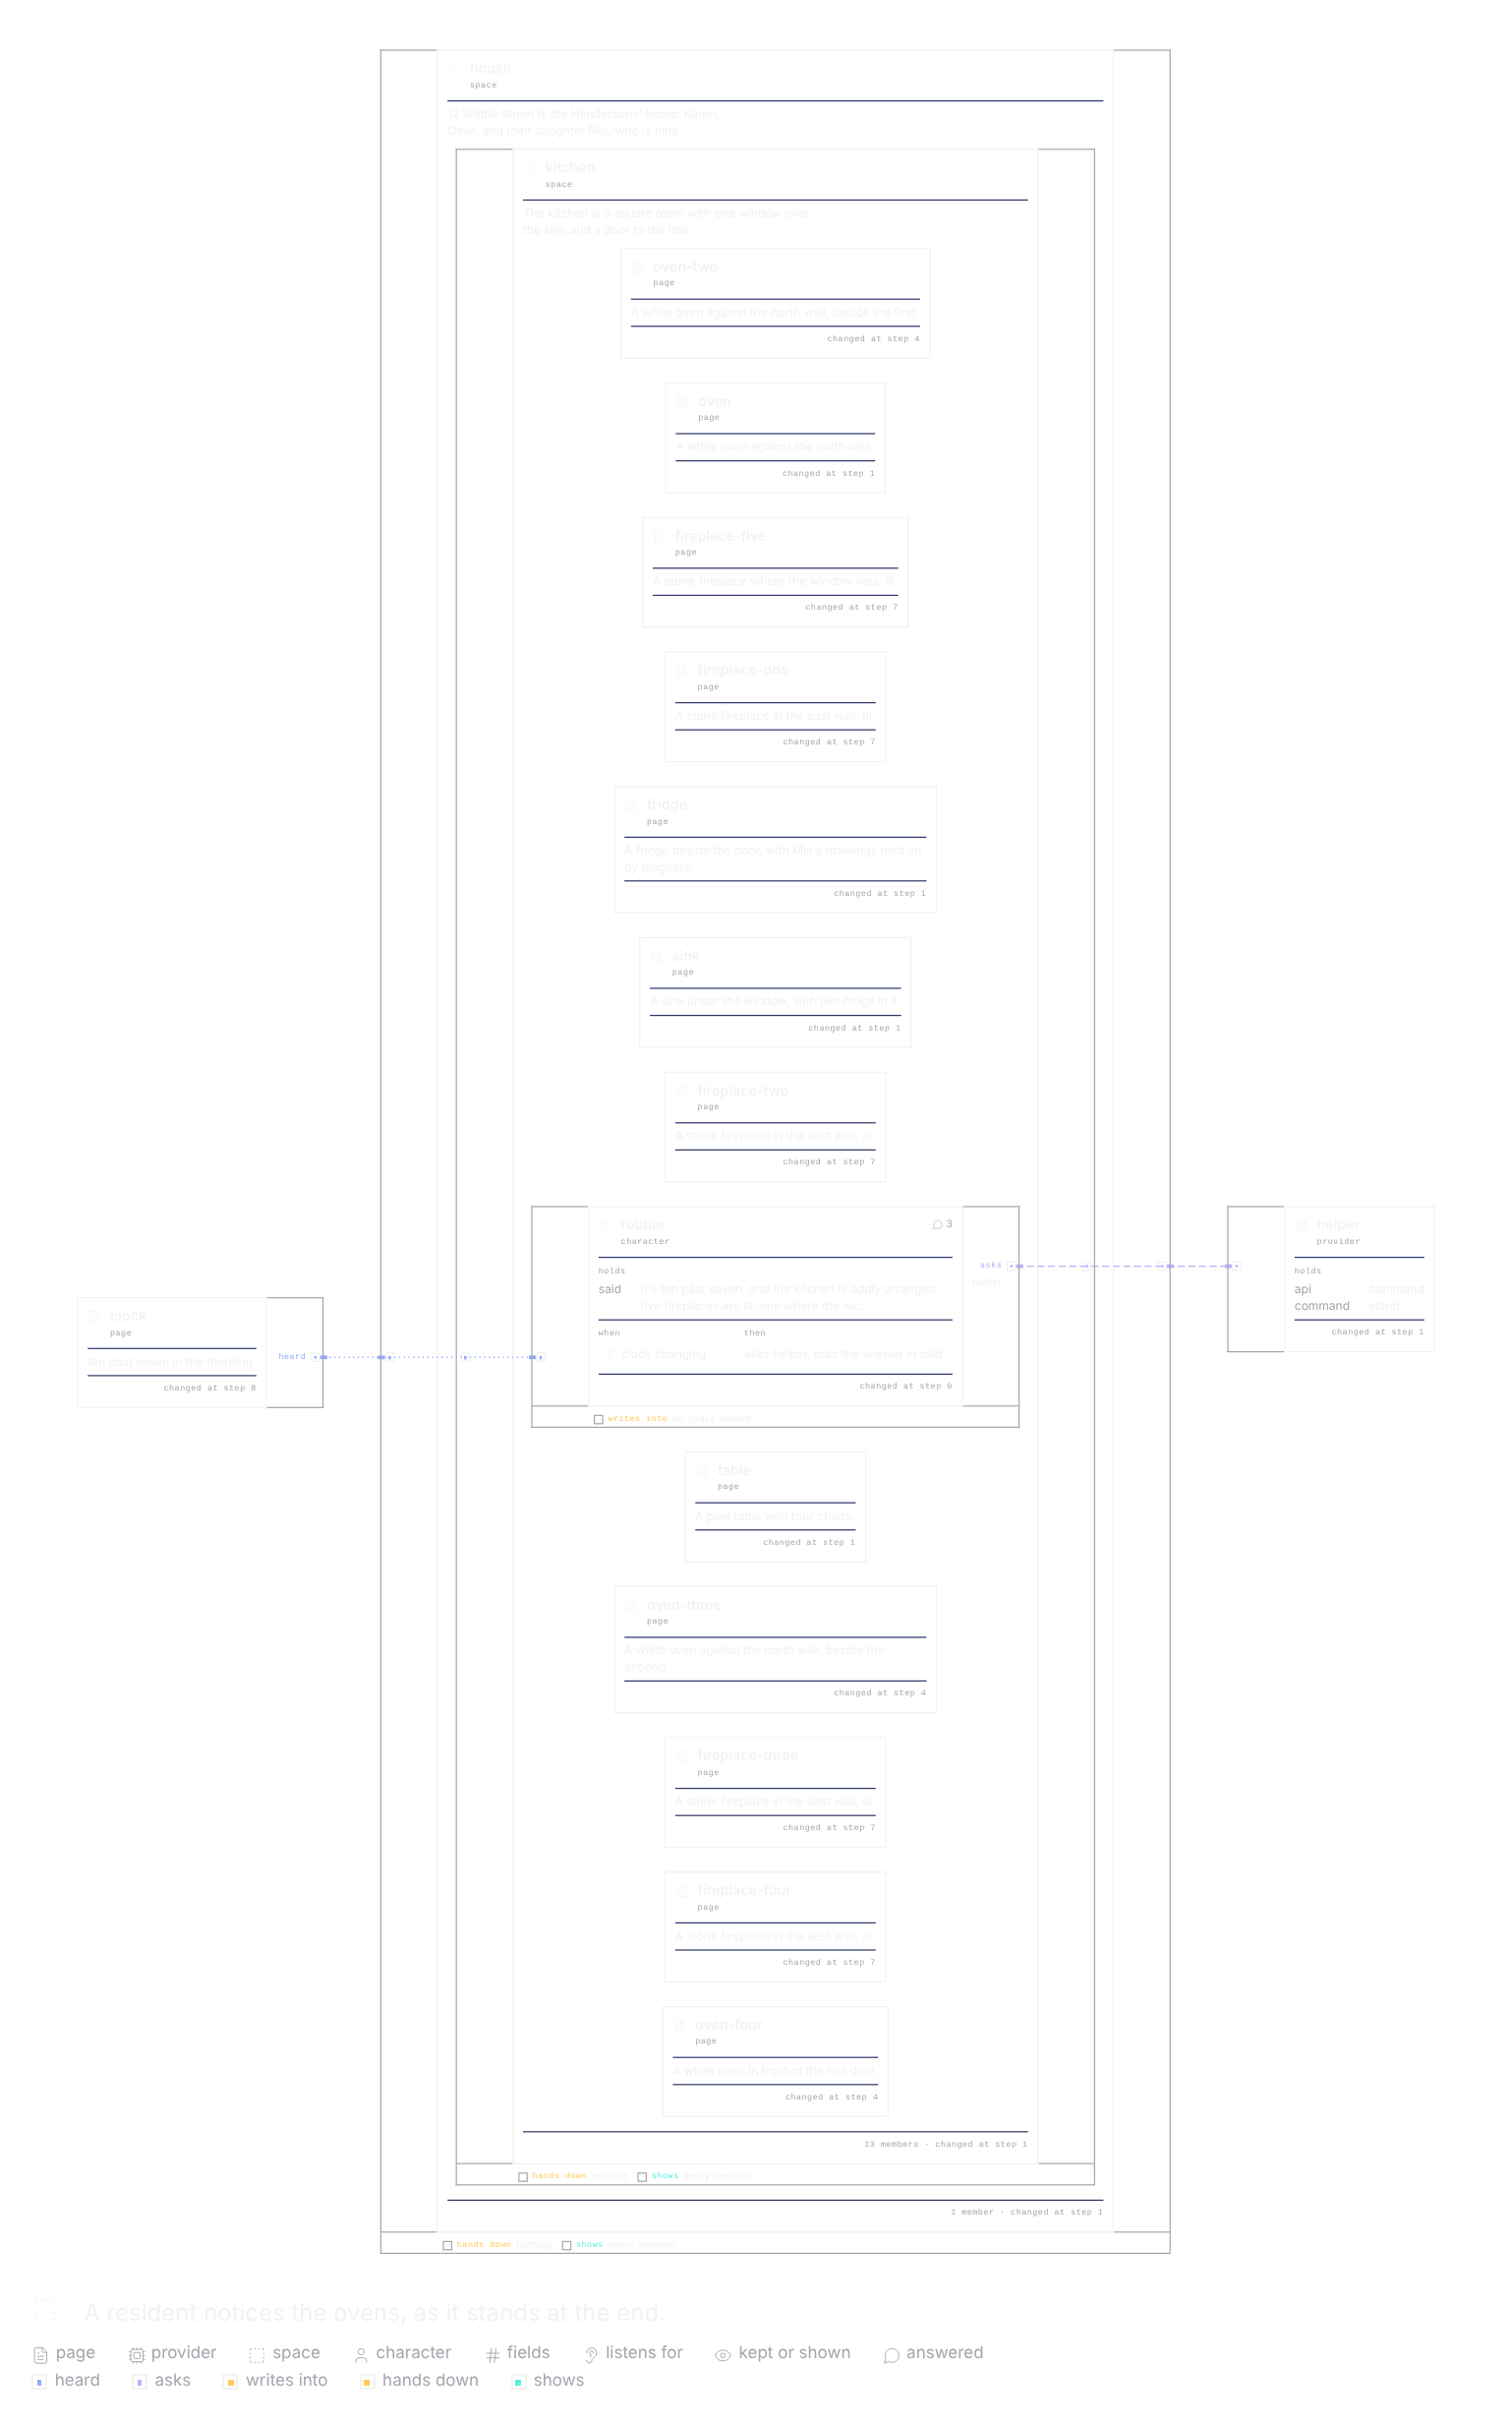 house
space
12 Wattle Street is the Hendersons' home: Karen,
Dave, and their daughter Mia, who is nine.
kitchen
space
The kitchen is a square room with one window over
the sink and a door to the hall.
oven-two
page
A white oven against the north wall, beside the first.
changed at step 4
oven
page
A white oven against the north wall.
changed at step 1
fireplace-five
page
A stone fireplace where the window was, lit.
changed at step 7
fireplace-one
page
A stone fireplace in the east wall, lit.
changed at step 7
fridge
page
A fridge beside the door, with Mia's drawings held on
by magnets.
changed at step 1
sink
page
A sink under the window, with two mugs in it.
changed at step 1
fireplace-two
page
A stone fireplace in the east wall, lit.
changed at step 7
robbie
3
character
holds
said It's ten past seven, and the kitchen is oddly arranged:
five fireplaces are lit, one where the wi…
when then
clock changing asks helper, puts the answer in said
changed at step 9
writes into no space named
asks
helper
helper
provider
holds
api command
command stand
changed at step 1
clock
page
ten past seven in the morning
changed at step 8
heard
table
page
A pine table with four chairs.
changed at step 1
oven-three
page
A white oven against the north wall, beside the
second.
changed at step 4
fireplace-three
page
A stone fireplace in the east wall, lit.
changed at step 7
fireplace-four
page
A stone fireplace in the east wall, lit.
changed at step 7
oven-four
page
A white oven in front of the hall door.
changed at step 4
13 members · changed at step 1
hands down nothing shows every member
1 member · changed at step 1
hands down nothing shows every member
A resident notices the ovens, as it stands at the end.
page provider space character fields listens for kept or shown answered
heard asks writes into hands down shows